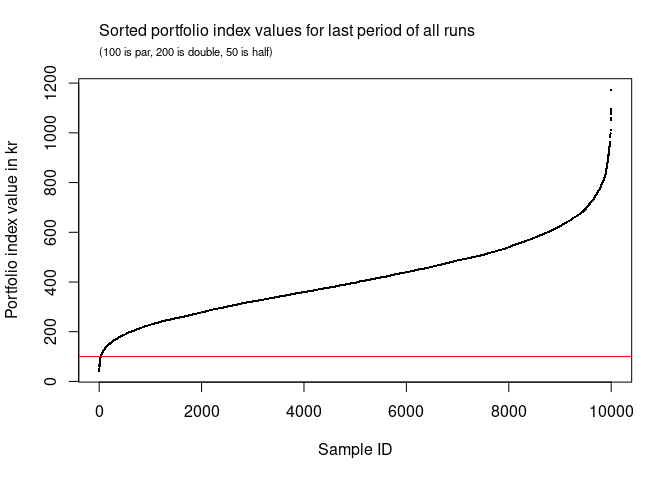 Sorted portfolio index values for last period of all runs
(100 is par, 200 is double, 50 is half)
Portfolio index value in kr
1200
1000
800
600
400
200
0
0 2000 4000 6000 8000 10000
Sample ID